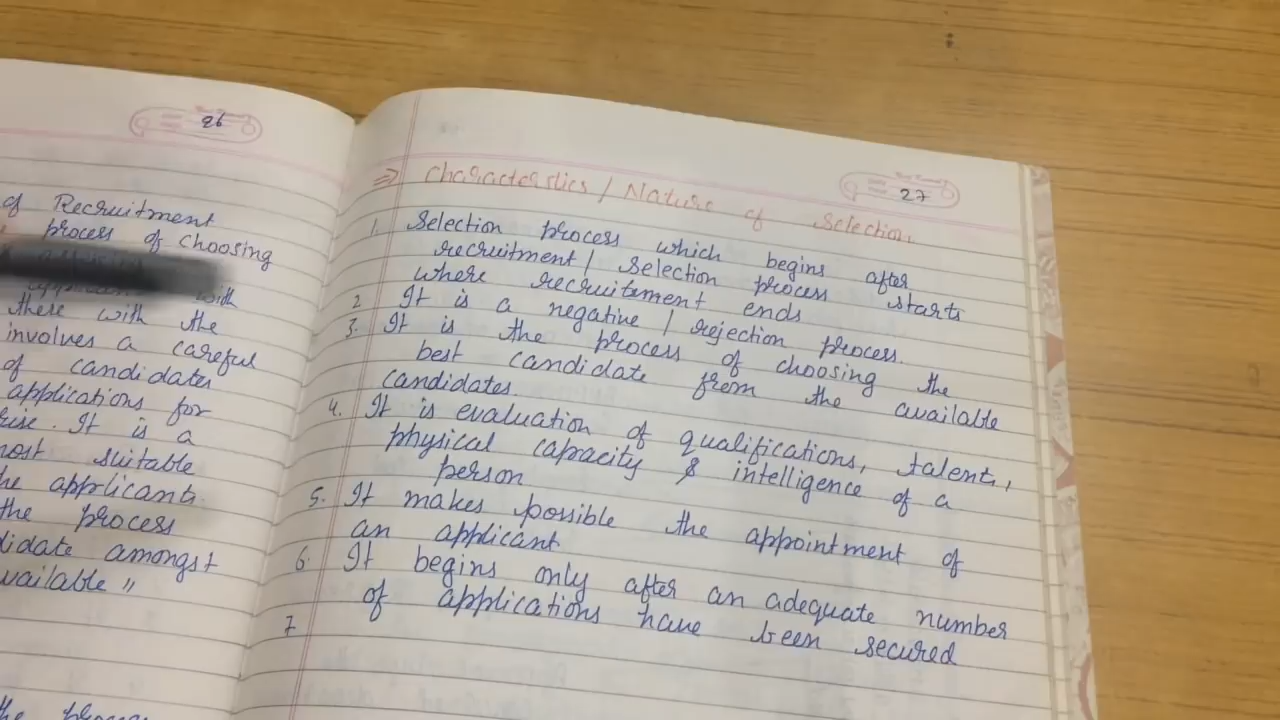 26
of Recruitment
process of choosing
with
there with the
involves a careful
of candidates
applications for
rise. It is a
most suitable
he applicants.
the process
didate amongst
vailable "
the process
27
⇒ Characteristics / Nature of Selection.
1. Selection process which begins after
recruitment / selection process starts
where recruitement ends
2 It is a negative / rejection process.
3. It is the process of choosing the
best candidate from the available
candidates.
4. It is evaluation of qualifications, talents,
physical capacity & intelligence of a
person
5. It makes possible the appointment of
an applicant.
6. It begins only after an adequate number
of applications have been secured
7